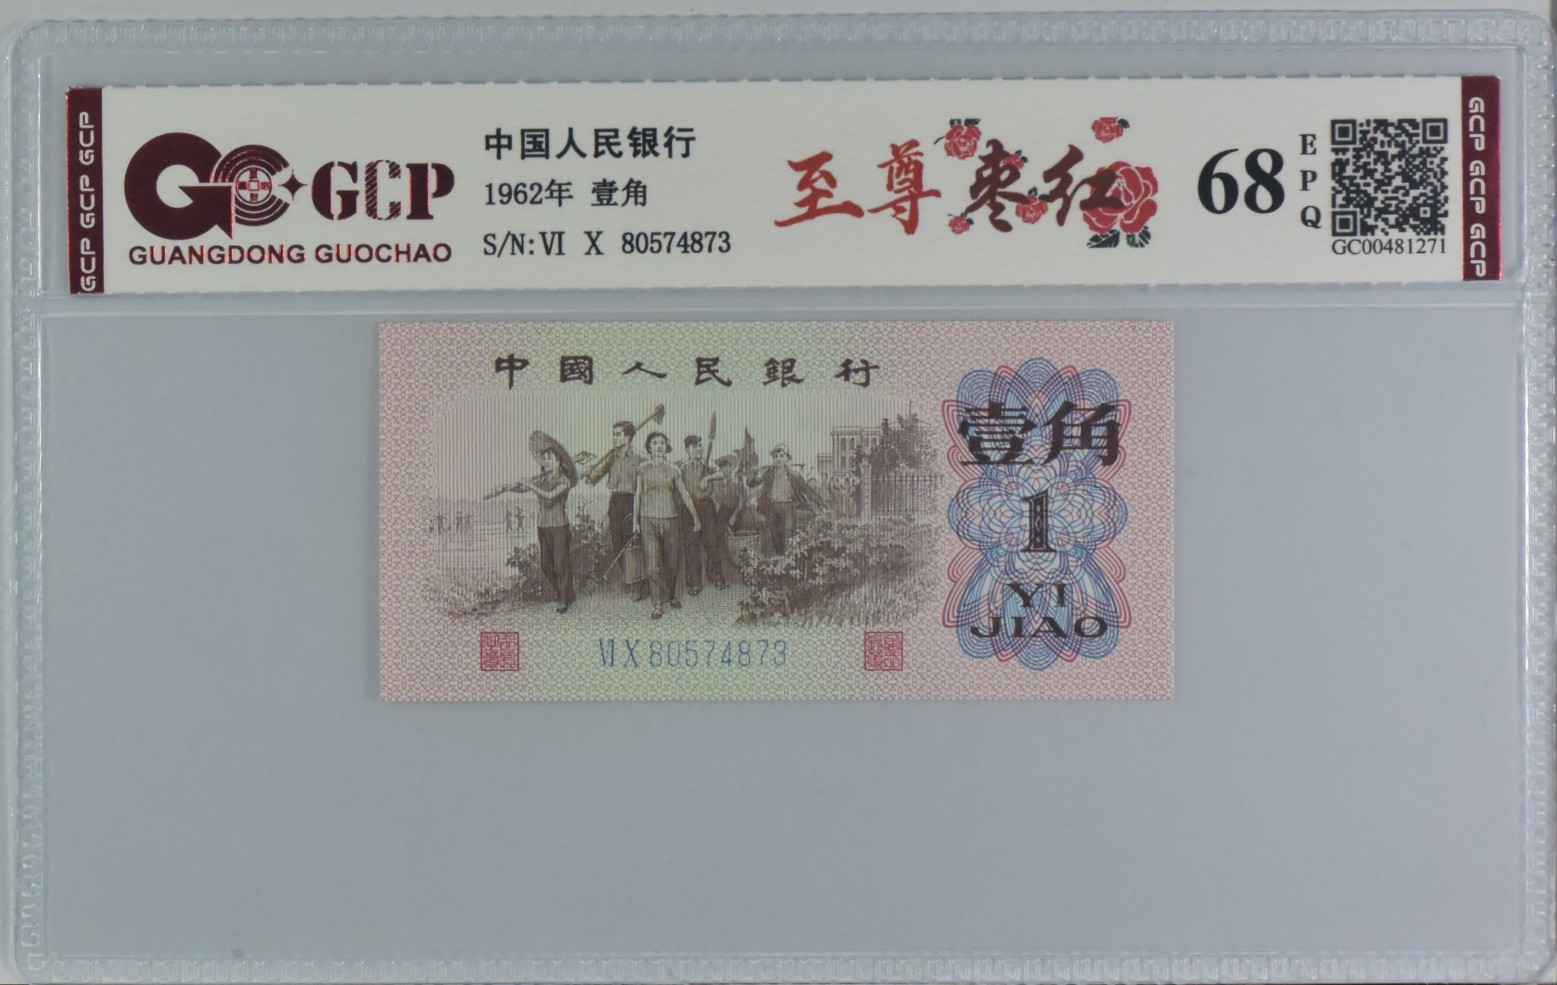 GCP GCP GCP
GCP
GUANGDONG GUOCHAO
中国人民银行
1962年 壹角
S/N:VI X 80574873
至尊枣红
68
EPQ
GC00481271
GCP GCP GCP
中國人民銀行
壹角
1
YI
JIAO
VI X 80574873